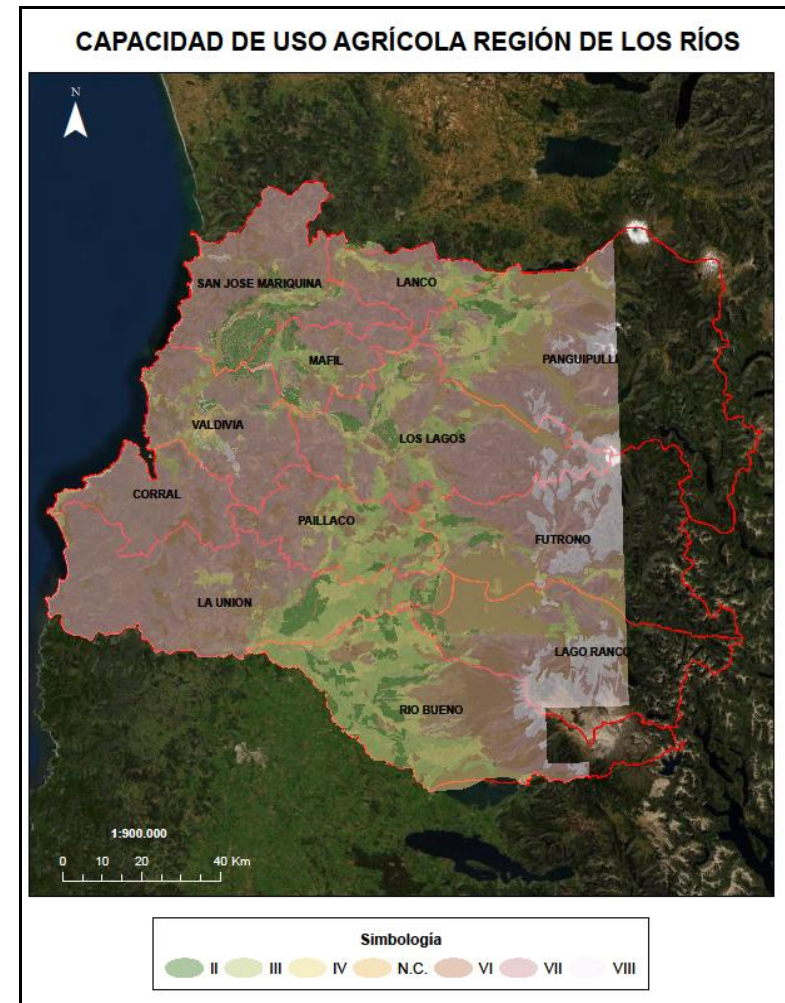 CAPACIDAD DE USO AGRÍCOLA REGIÓN DE LOS RÍOS
N
SAN JOSE MARIQUINA
LANCO
MAFIL
PANGUIPULLI
VALDIVIA
LOS LAGOS
CORRAL
PAILLACO
FUTRONO
LA UNION
LAGO RANCO
RIO BUENO
1:900.000
0 10 20 40 Km
Simbología
II III IV N.C. VI VII VIII